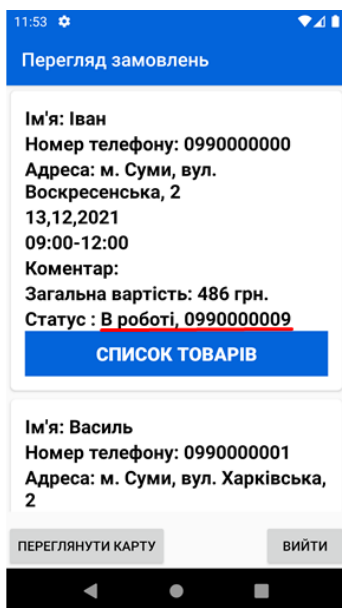 11:53
Перегляд замовлень
Ім'я: Іван
Номер телефону: 0990000000
Адреса: м. Суми, вул.
Воскресенська, 2
13,12,2021
09:00-12:00
Коментар:
Загальна вартість: 486 грн.
Статус : В роботі, 0990000009
СПИСОК ТОВАРІВ
Ім'я: Василь
Номер телефону: 0990000001
Адреса: м. Суми, вул. Харківська,
2
ПЕРЕГЛЯНУТИ КАРТУ
ВИЙТИ